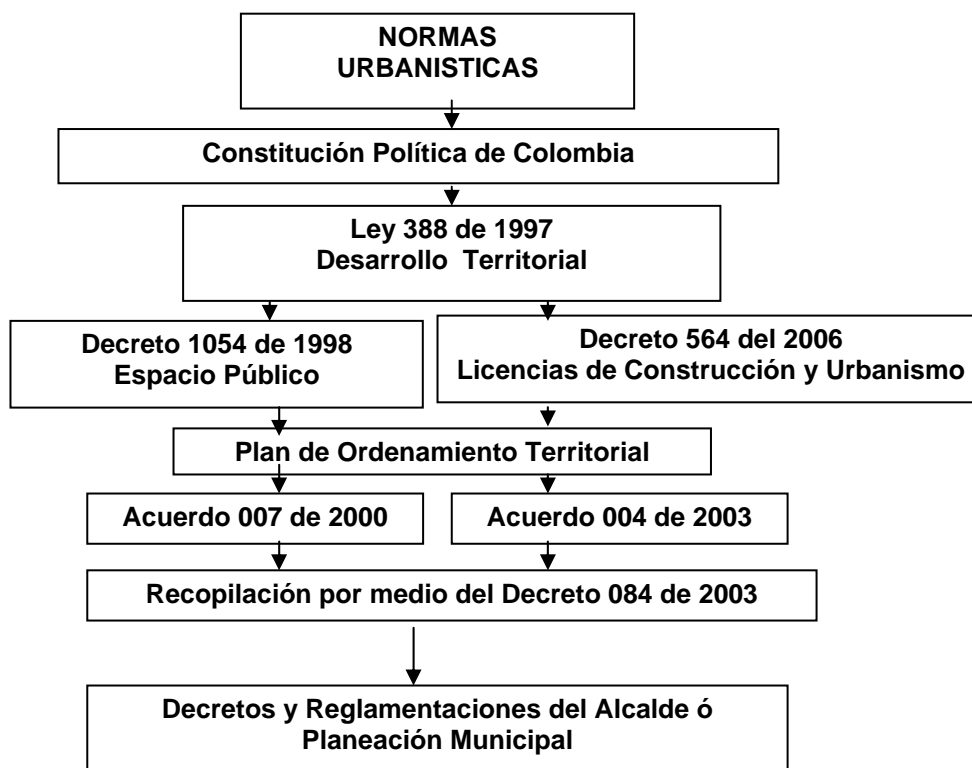 NORMAS
URBANISTICAS
Constitución Política de Colombia
Ley 388 de 1997
Desarrollo Territorial
Decreto 1054 de 1998
Espacio Público
Decreto 564 del 2006
Licencias de Construcción y Urbanismo
Plan de Ordenamiento Territorial
Acuerdo 007 de 2000
Acuerdo 004 de 2003
Recopilación por medio del Decreto 084 de 2003
Decretos y Reglamentaciones del Alcalde ó
Planeación Municipal